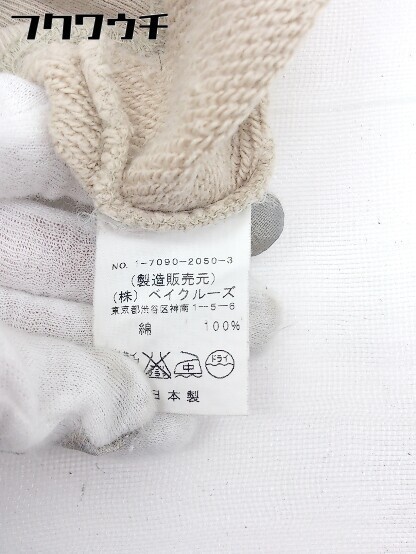 フクワウチ
NO. 1-7090-2050-3
(製造販売元)
(株) ベイクルーズ
東京都渋谷区神南1-5-6
綿 100%
中 ドライ
日本製